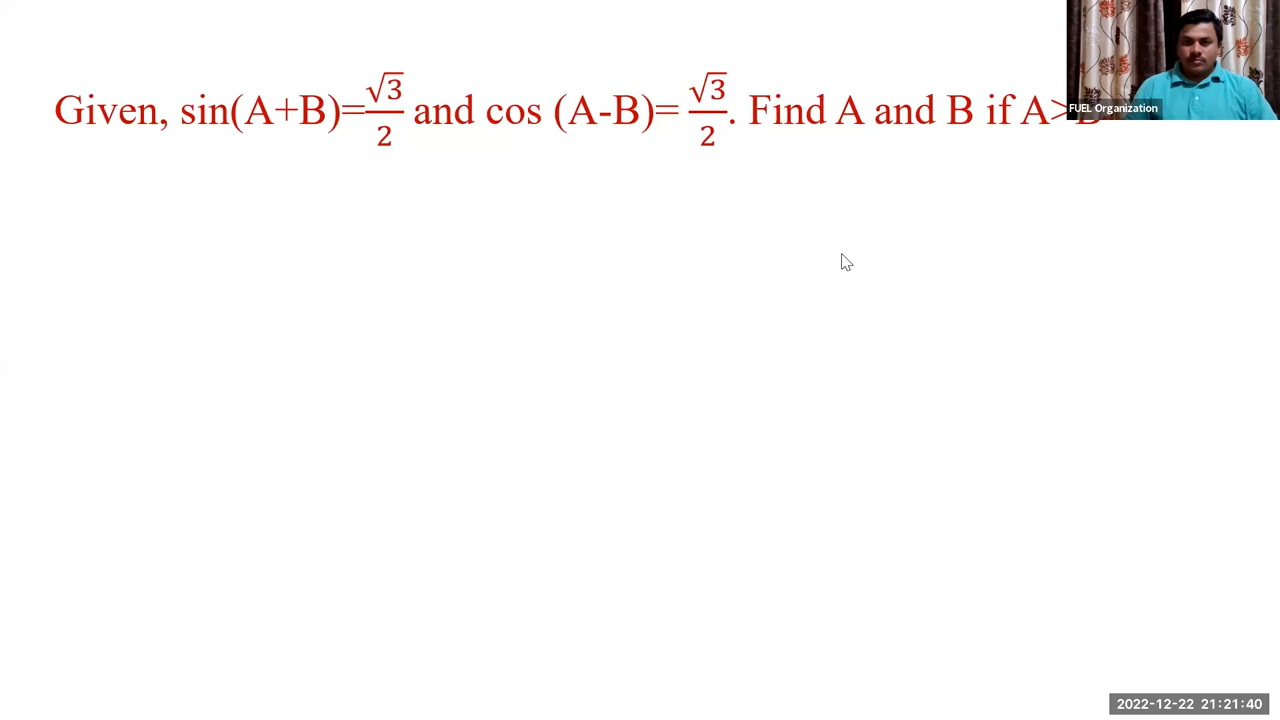 Given, sin(A+B)=√3/2 and cos (A-B)= √3/2. Find A and B if A>B
FUEL Organization
2022-12-22 21:21:40